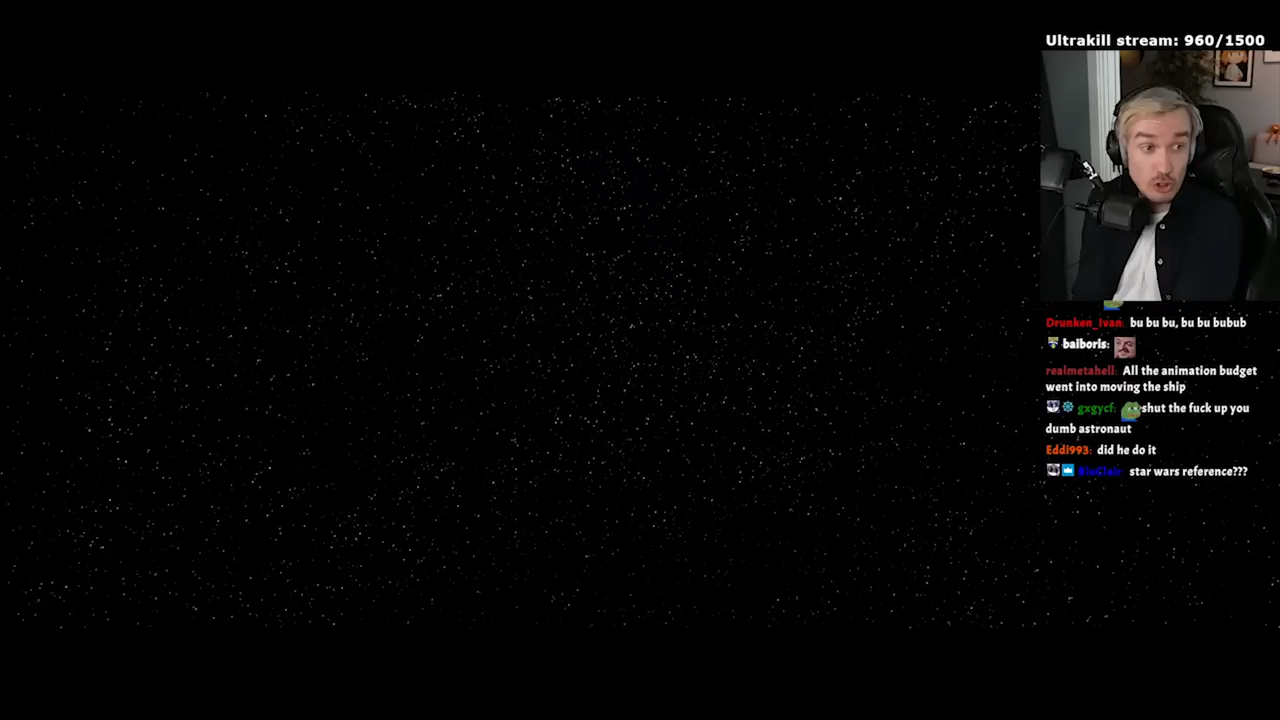 Ultrakill stream: 960/1500
Drunken_Ivan: bu bu bu, bu bu bubub
balboris:
realmetahell: All the animation budget
went into moving the ship
gxgycf: shut the fuck up you
dumb astronaut
Eddi993: did he do it
star wars reference???